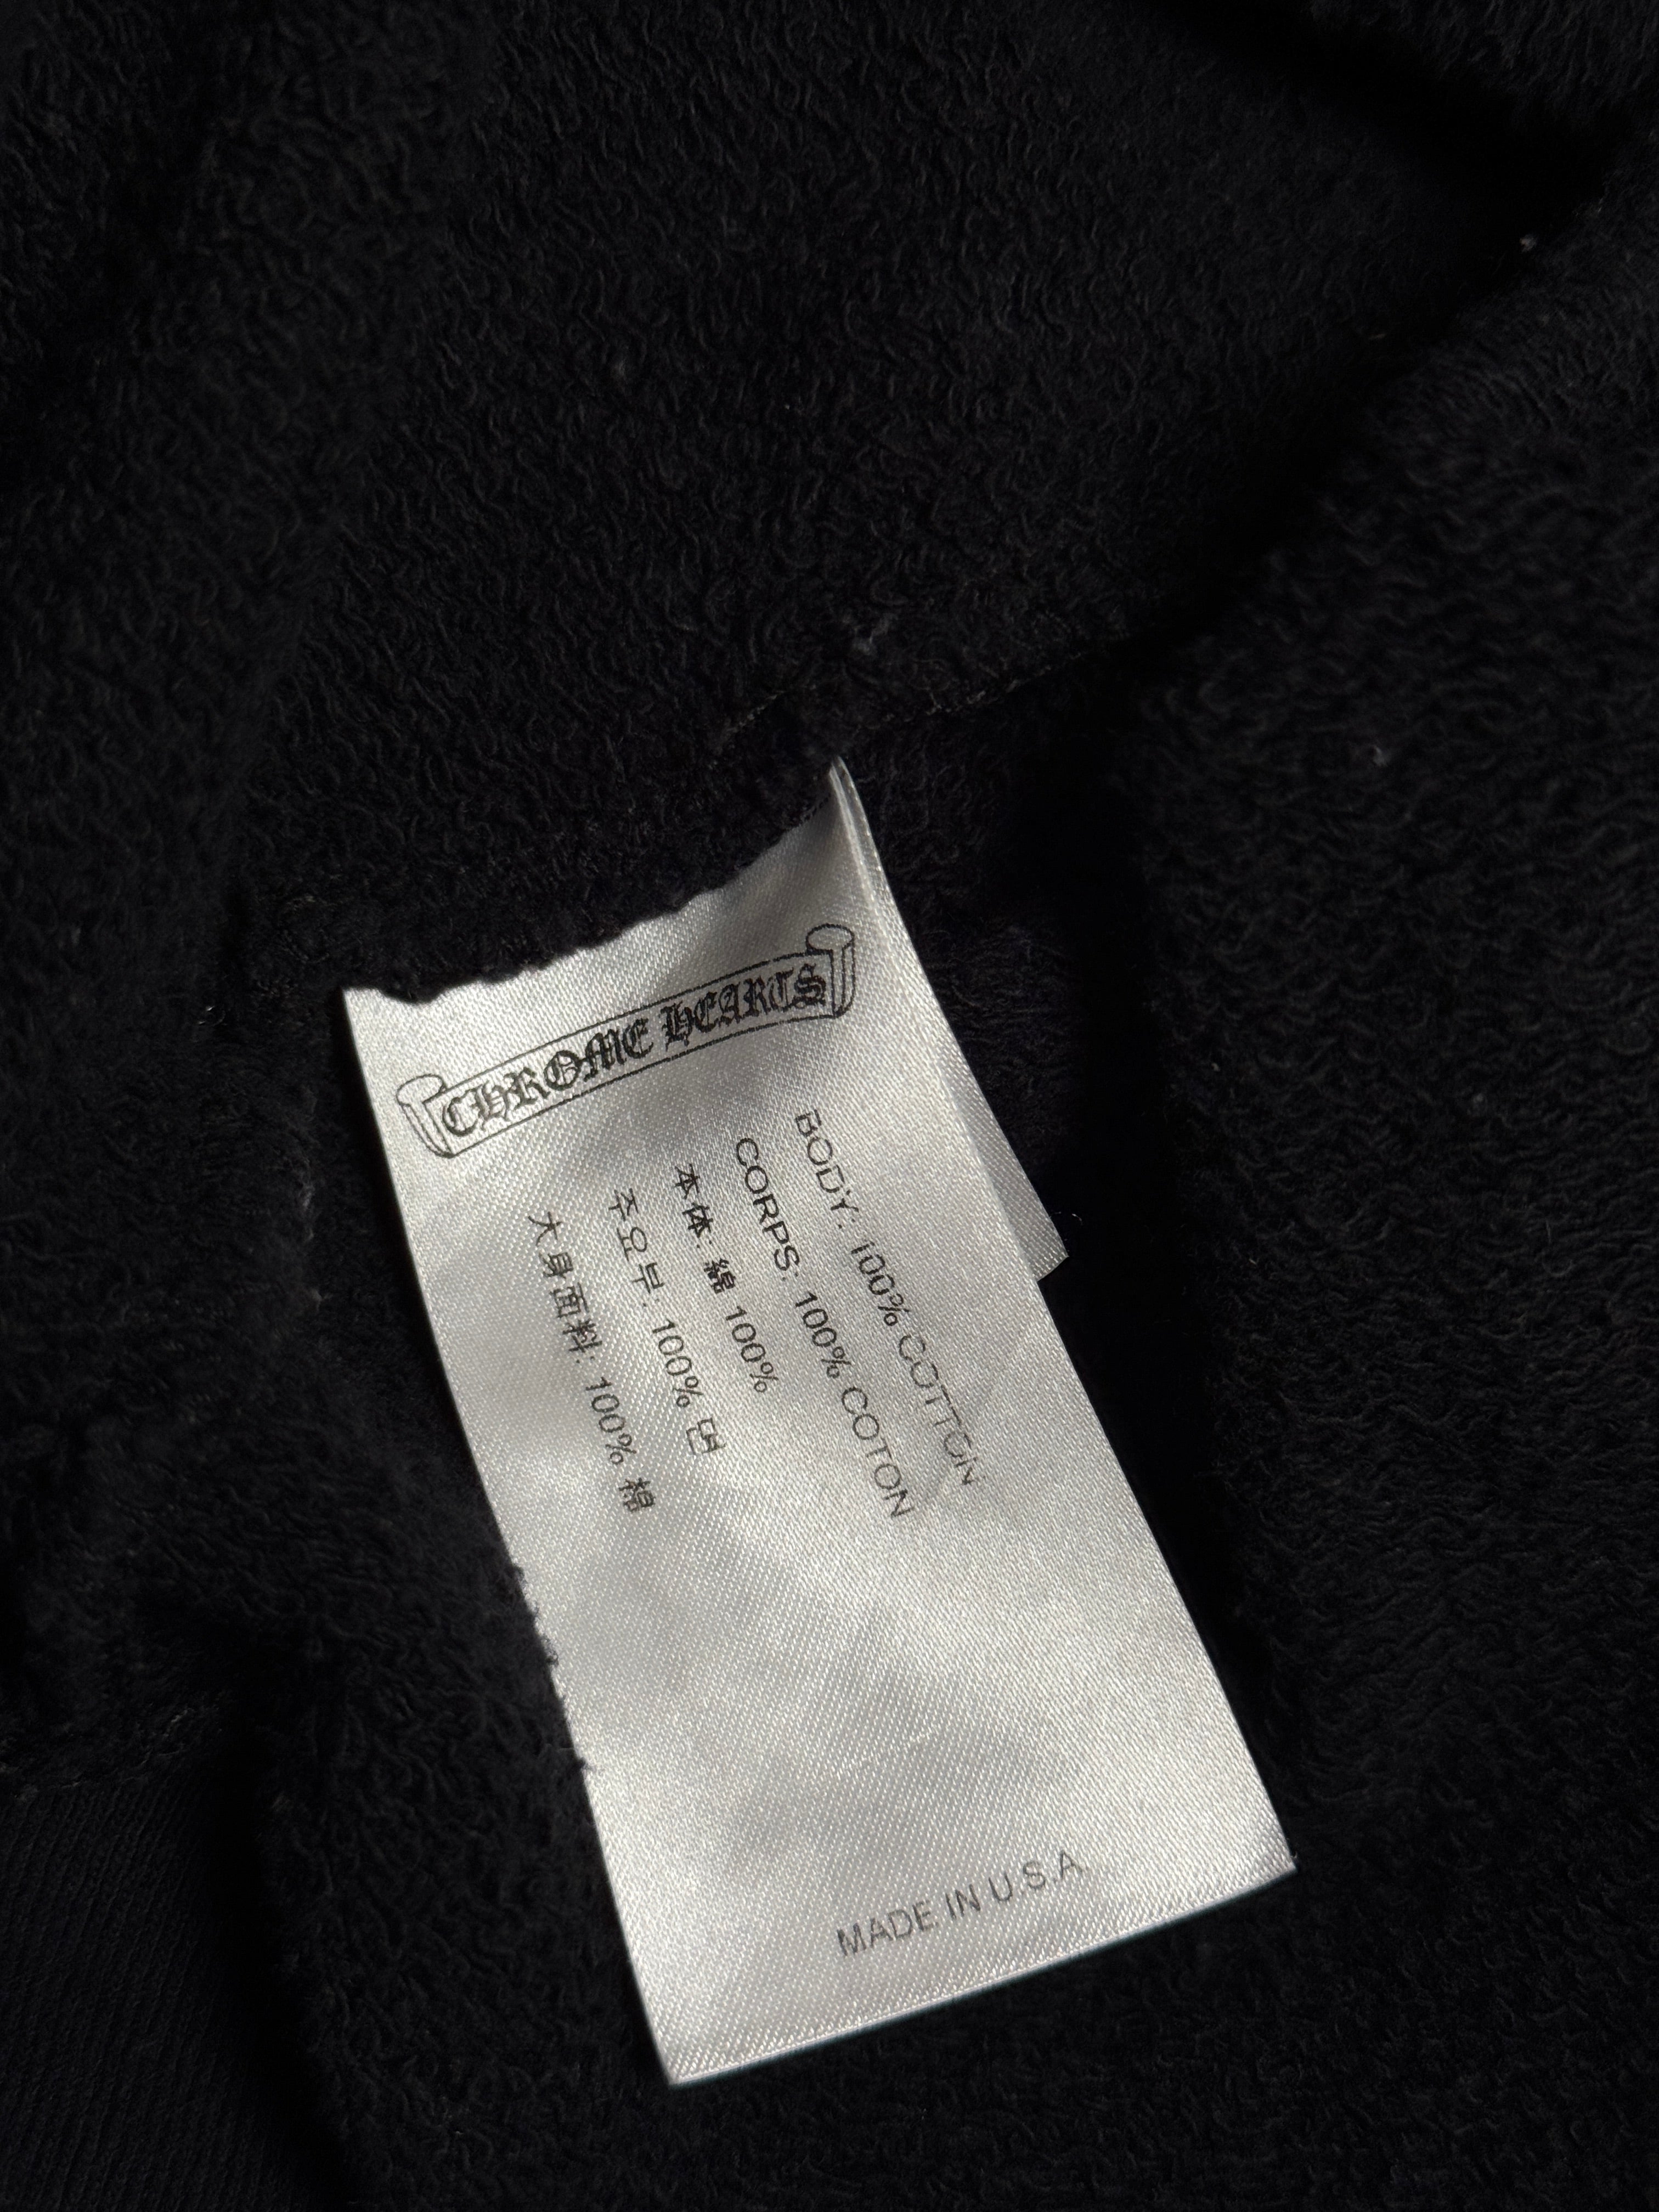 CHROME HEARTS
BODY: 100% COTTON
CORPS: 100% COTON
本体: 綿 100%
주요부: 100% 면
大身面料: 100% 棉
MADE IN U.S.A.